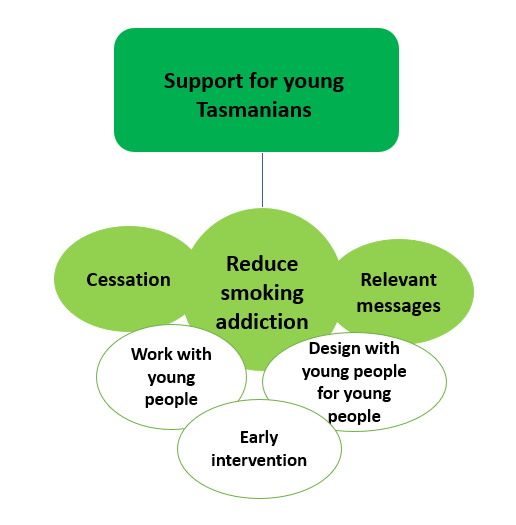 Support for young
Tasmanians
Cessation
Reduce
smoking
addiction
Relevant
messages
Work with
young
people
Design with
young people
for young
people
Early
intervention